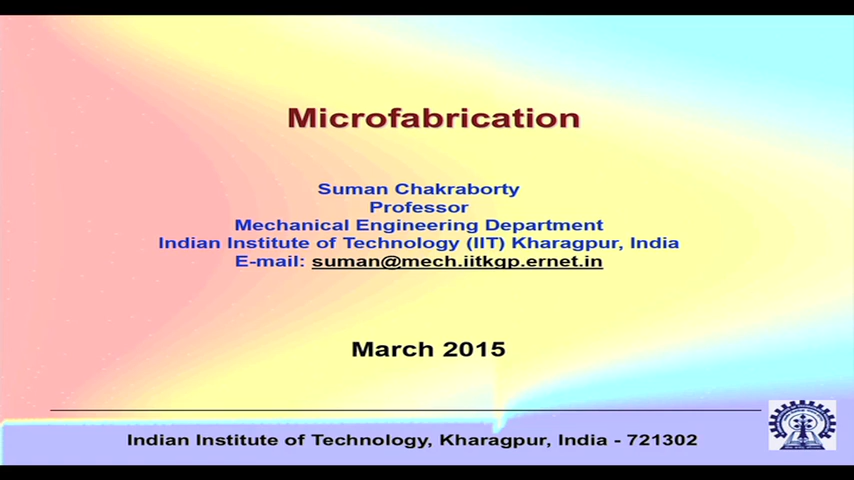 Microfabrication
Suman Chakraborty
Professor
Mechanical Engineering Department
Indian Institute of Technology (IIT) Kharagpur, India
E-mail: suman@mech.iitkgp.ernet.in
March 2015
Indian Institute of Technology, Kharagpur, India - 721302